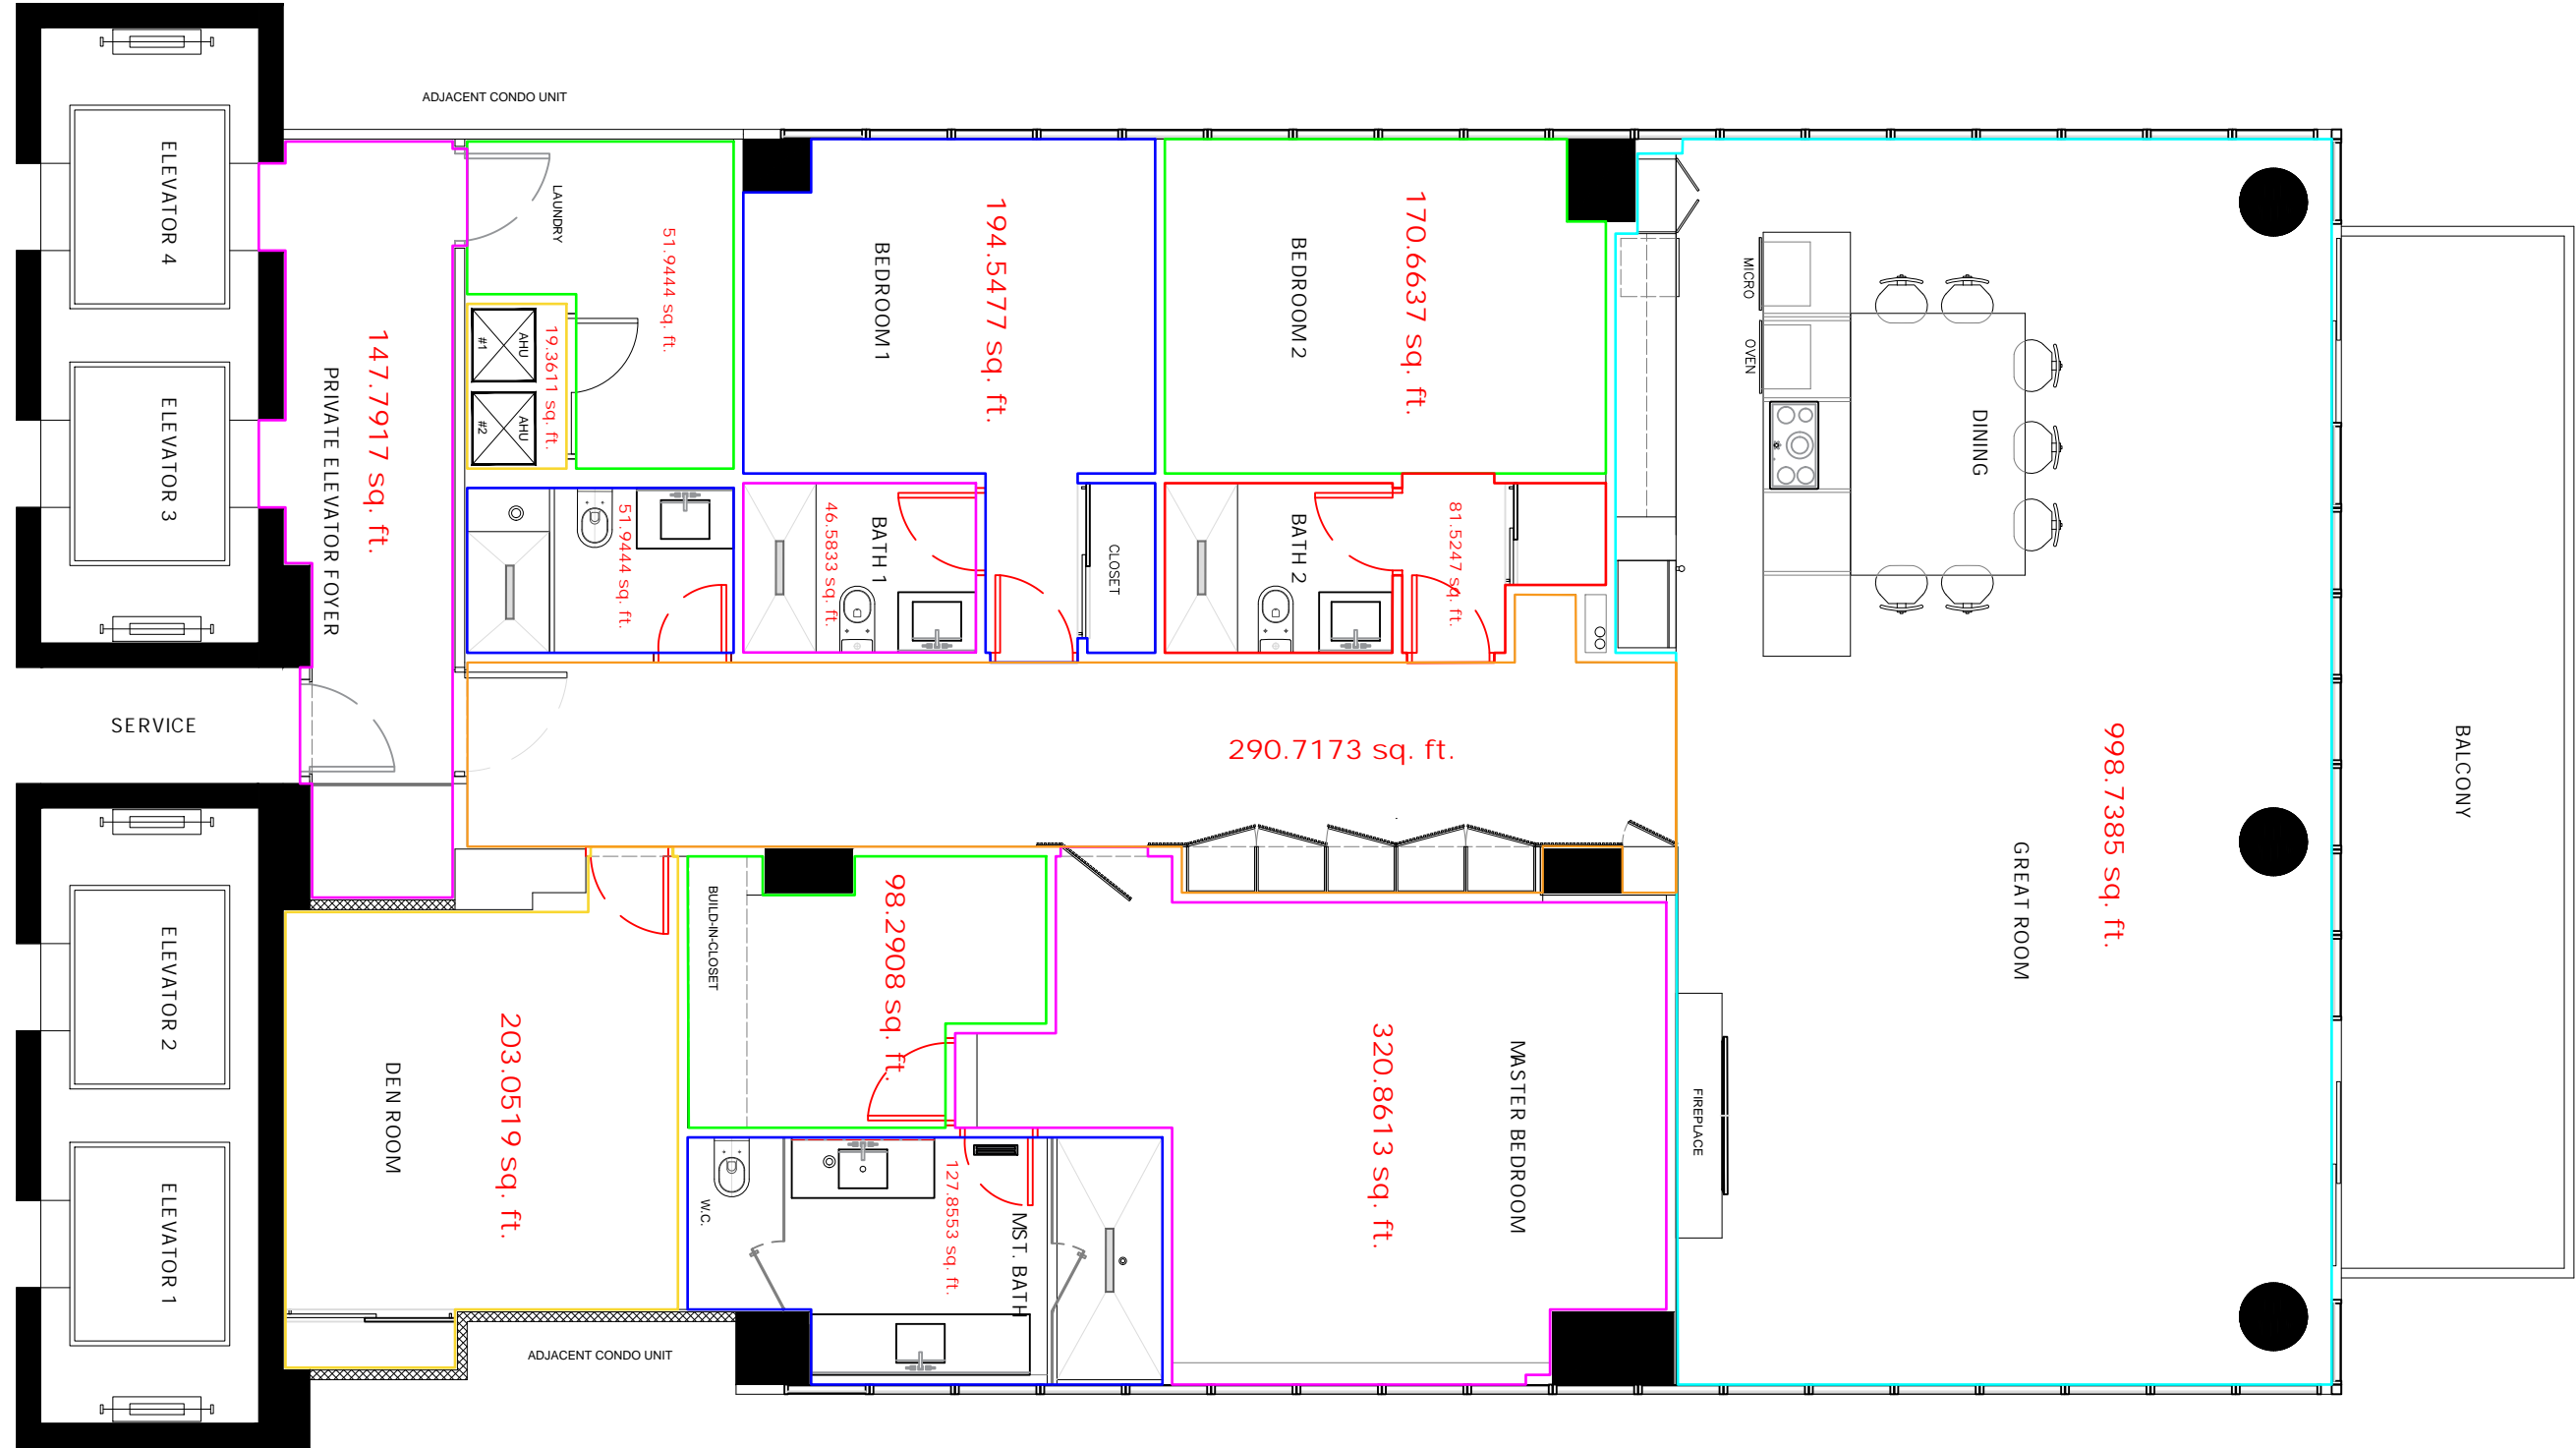 ADJACENT CONDO UNIT
ELEVATOR 4
ELEVATOR 3
PRIVATE ELEVATOR FOYER
147.7917 sq. ft.
LAUNDRY
51.9444 sq. ft.
AHU
#1
AHU
#2
19.3611 sq. ft.
51.9444 sq. ft.
BEDROOM 1
194.5477 sq. ft.
BATH 1
46.5833 sq. ft.
CLOSET
BEDROOM 2
170.6637 sq. ft.
BATH 2
81.5247 sq. ft.
MICRO
OVEN
DINING
SERVICE
290.7173 sq. ft.
998.7385 sq. ft.
GREAT ROOM
BALCONY
ELEVATOR 2
ELEVATOR 1
DEN ROOM
203.0519 sq. ft.
BUILD-IN-CLOSET
98.2908 sq. ft.
W.C.
127.8553 sq. ft.
MST. BATH
320.8613 sq. ft.
MASTER BEDROOM
FIREPLACE
ADJACENT CONDO UNIT